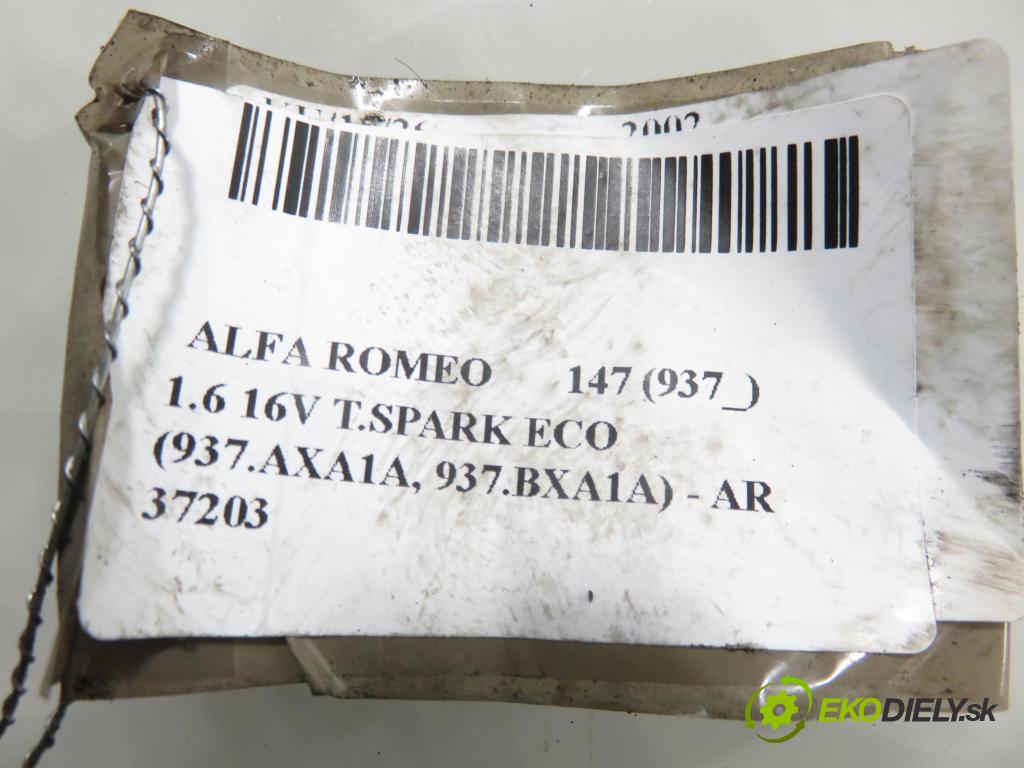 ALFA ROMEO 147 (937_)
1.6 16V T.SPARK ECO
(937.AXA1A, 937.BXA1A) - AR
37203
EKODIELY.sk